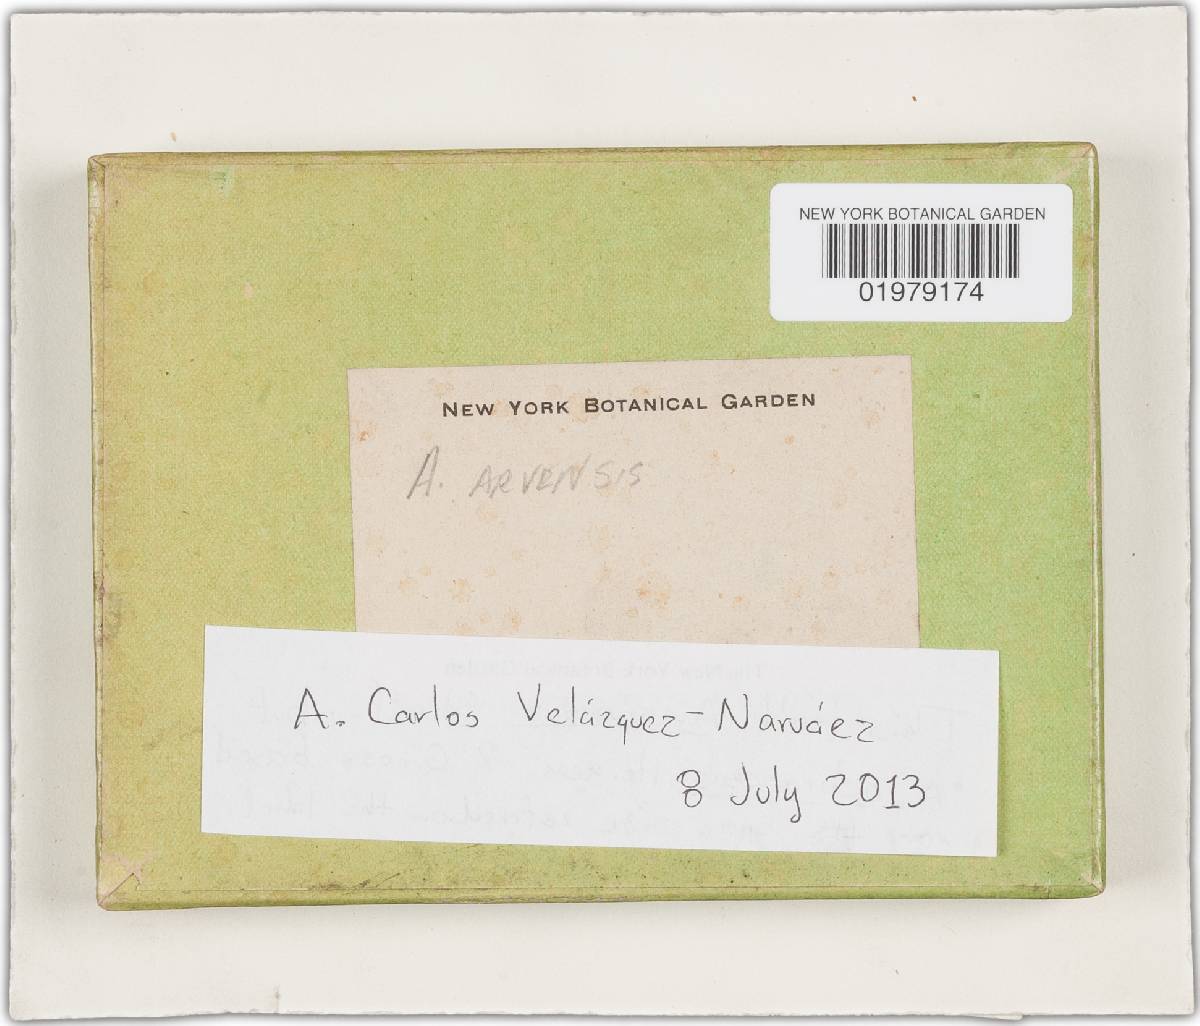 NEW YORK BOTANICAL GARDEN
01979174
NEW YORK BOTANICAL GARDEN
A. ARVENSIS
A. Carlos Velázquez-Narváez
8 July 2013